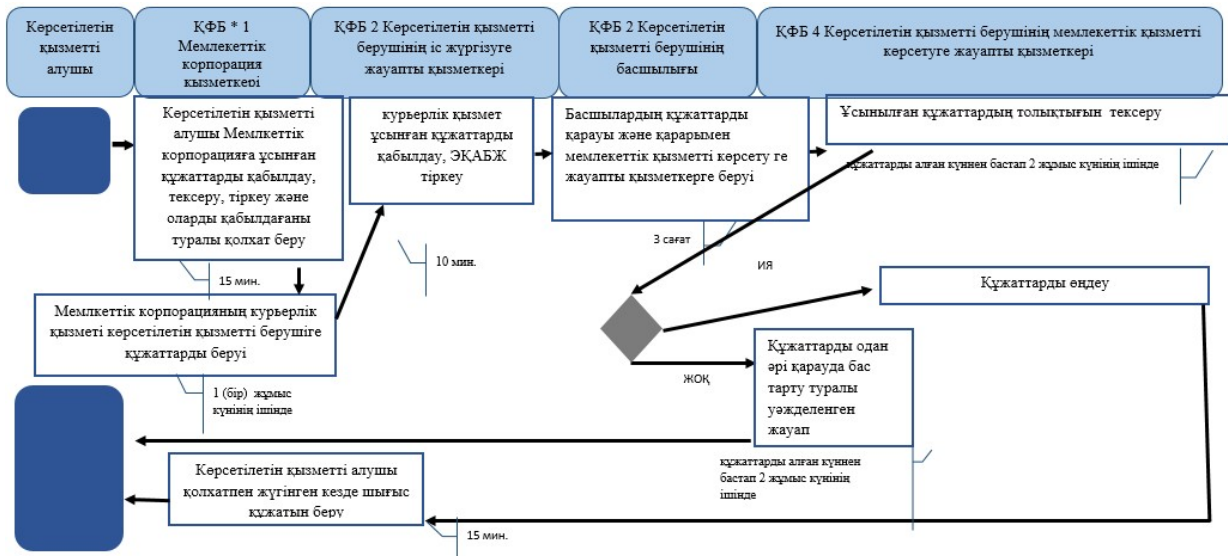 Көрсетілетін
қызметті
алушы
ҚФБ * 1
Мемлекеттік
корпорация
қызметкері
ҚФБ 2 Көрсетілетін қызметті
берушінің іс жүргізуге
жауапты қызметкері
ҚФБ 2 Көрсетілетін
қызметті берушінің
басшылығы
ҚФБ 4 Көрсетілетін қызметті берушінің мемлекеттік қызметті
көрсетуге жауапты қызметкері
Көрсетілетін қызметті
алушы Мемлкеттік
корпорацияға ұсынған
құжаттарды қабылдау,
тексеру, тіркеу және
оларды қабылдағаны
туралы қолхат беру
курьерлік қызмет
ұсынған құжаттарды
қабылдау, ЭҚАБЖ
тіркеу
Басшылардың құжаттарды
қарауы және қарарымен
мемлекеттік қызметті көрсету ге
жауапты қызметкерге беруі
Ұсынылған құжаттардың толықтығын тексеру
құжаттарды алған күннен бастап 2 жұмыс күнінің ішінде
3 сағат
10 мин.
ИЯ
15 мин.
Құжаттарды өңдеу
Мемлкеттік корпорацияның курьерлік
қызметі көрсетілетін қызметті берушіге
құжаттарды беруі
Құжаттарды одан
әрі қарауда бас
тарту туралы
уәжделенген
жауап
ЖОҚ
1 (бір) жұмыс
күнінің ішінде
құжаттарды алған күннен
бастап 2 жұмыс күнінің
ішінде
Көрсетілетін қызметті алушы
қолхатпен жүгінген кезде шығыс
құжатын беру
15 мин.